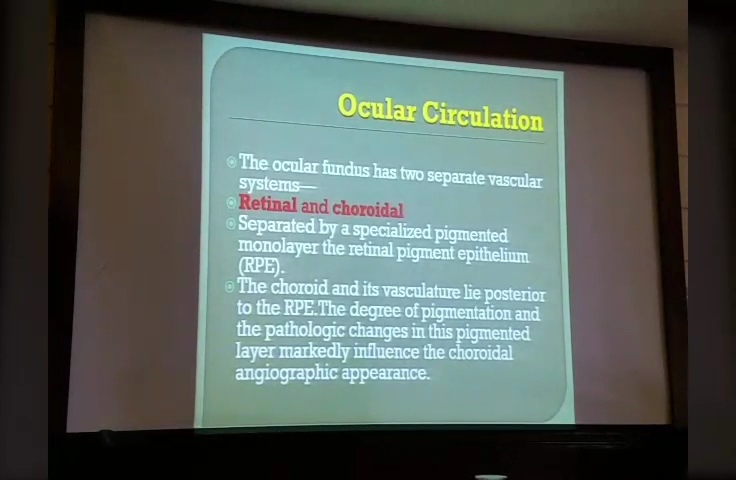 Ocular Circulation
The ocular fundus has two separate vascular
systems—
Retinal and choroidal
Separated by a specialized pigmented
monolayer the retinal pigment epithelium
(RPE).
The choroid and its vasculature lie posterior
to the RPE.The degree of pigmentation and
the pathologic changes in this pigmented
layer markedly influence the choroidal
angiographic appearance.